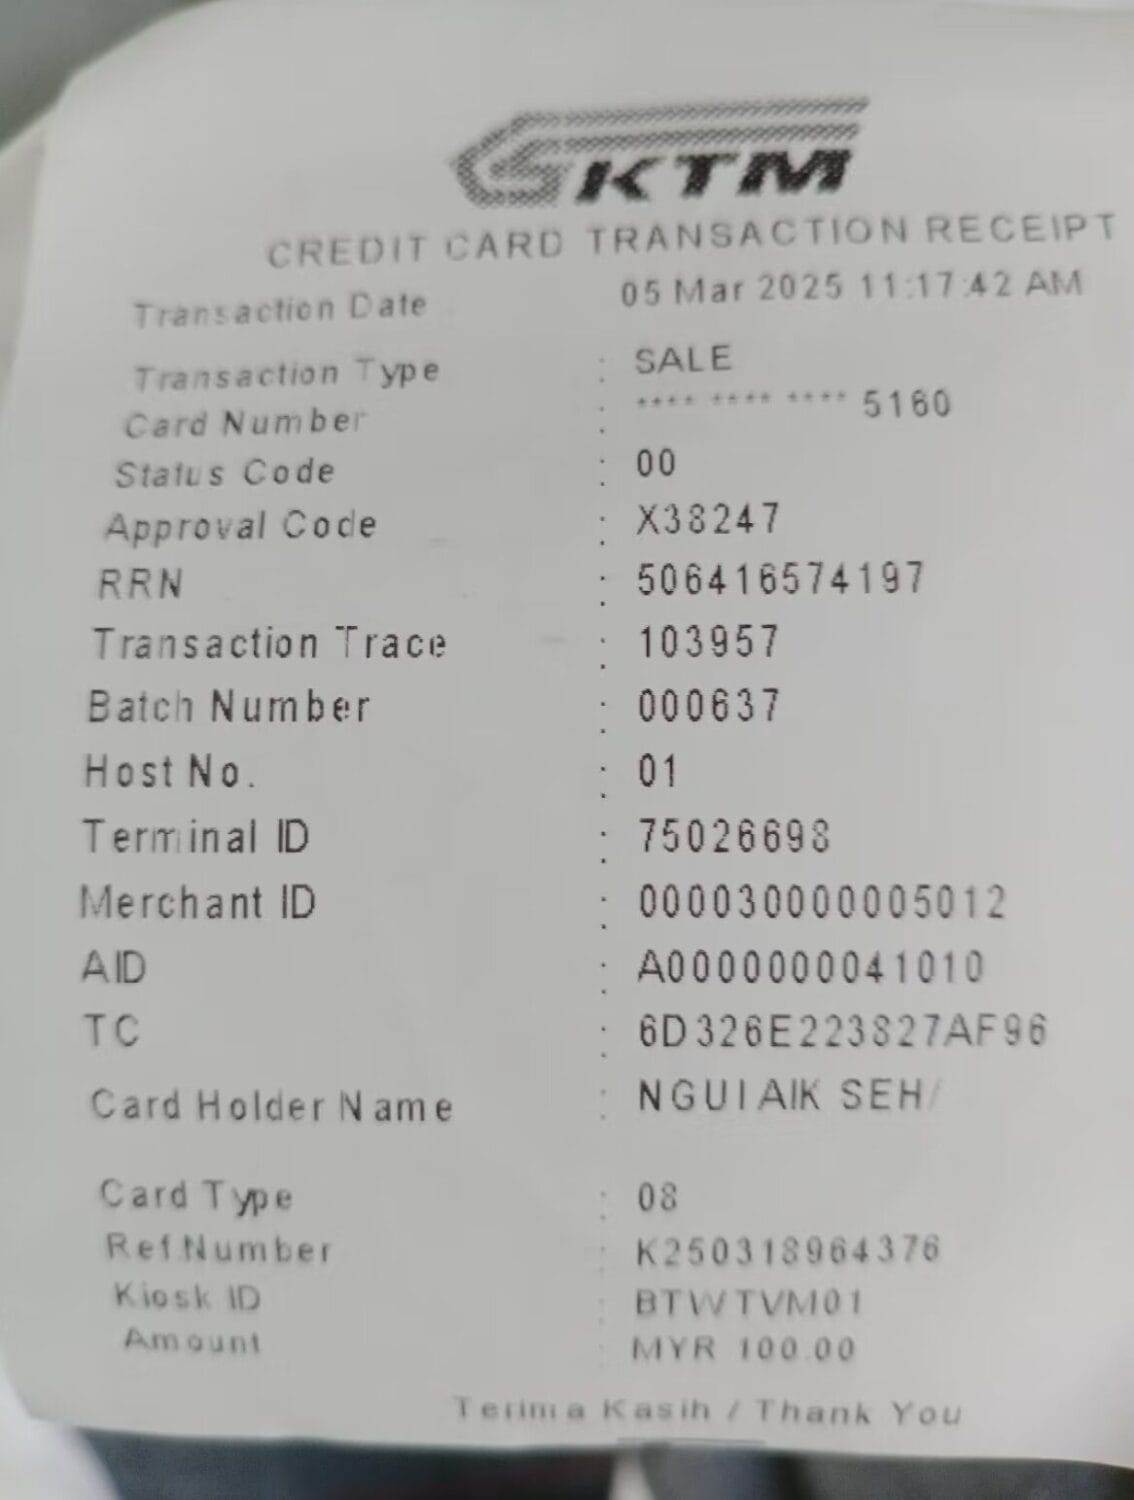 KTM
CREDIT CARD TRANSACTION RECEIPT
Transaction Date 05 Mar 2025 11:17:42 AM
Transaction Type : SALE
Card Number : **** **** **** 5160
Status Code : 00
Approval Code : X38247
RRN : 506416574197
Transaction Trace : 103957
Batch Number : 000637
Host No. : 01
Terminal ID : 75026698
Merchant ID : 000030000005012
AID : A0000000041010
TC : 6D326E223827AF96
Card Holder Name : NGUI AIK SEH/
Card Type : 08
Ref.Number : K250318964376
Kiosk ID : BTWTVM01
Amount : MYR 100.00
Terima Kasih / Thank You